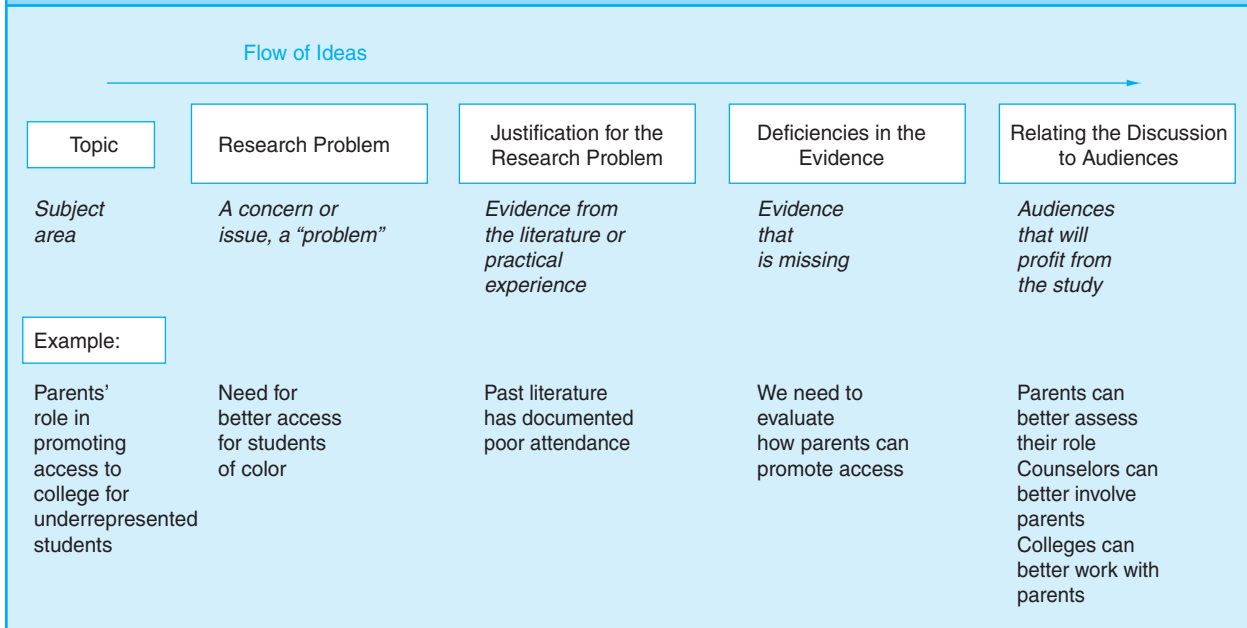 Flow of Ideas
Topic
Research Problem
Justification for the
Research Problem
Deficiencies in the
Evidence
Relating the Discussion
to Audiences
Subject
area
A concern or
issue, a “problem”
Evidence from
the literature or
practical
experience
Evidence
that
is missing
Audiences
that will
profit from
the study
Example:
Parents’
role in
promoting
access to
college for
underrepresented
students
Need for
better access
for students
of color
Past literature
has documented
poor attendance
We need to
evaluate
how parents can
promote access
Parents can
better assess
their role
Counselors can
better involve
parents
Colleges can
better work with
parents